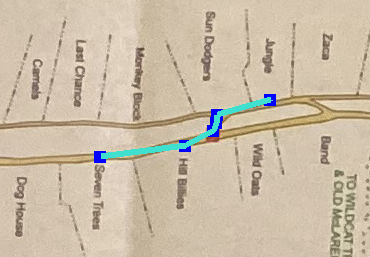 Camels
Last Chance
Monkey Block
Sun Dodgers
Jungle
Zaca
Dog House
Seven Trees
Hill Billies
Wild Oats
Band
TO WILDCAT
& OLD McLAREN